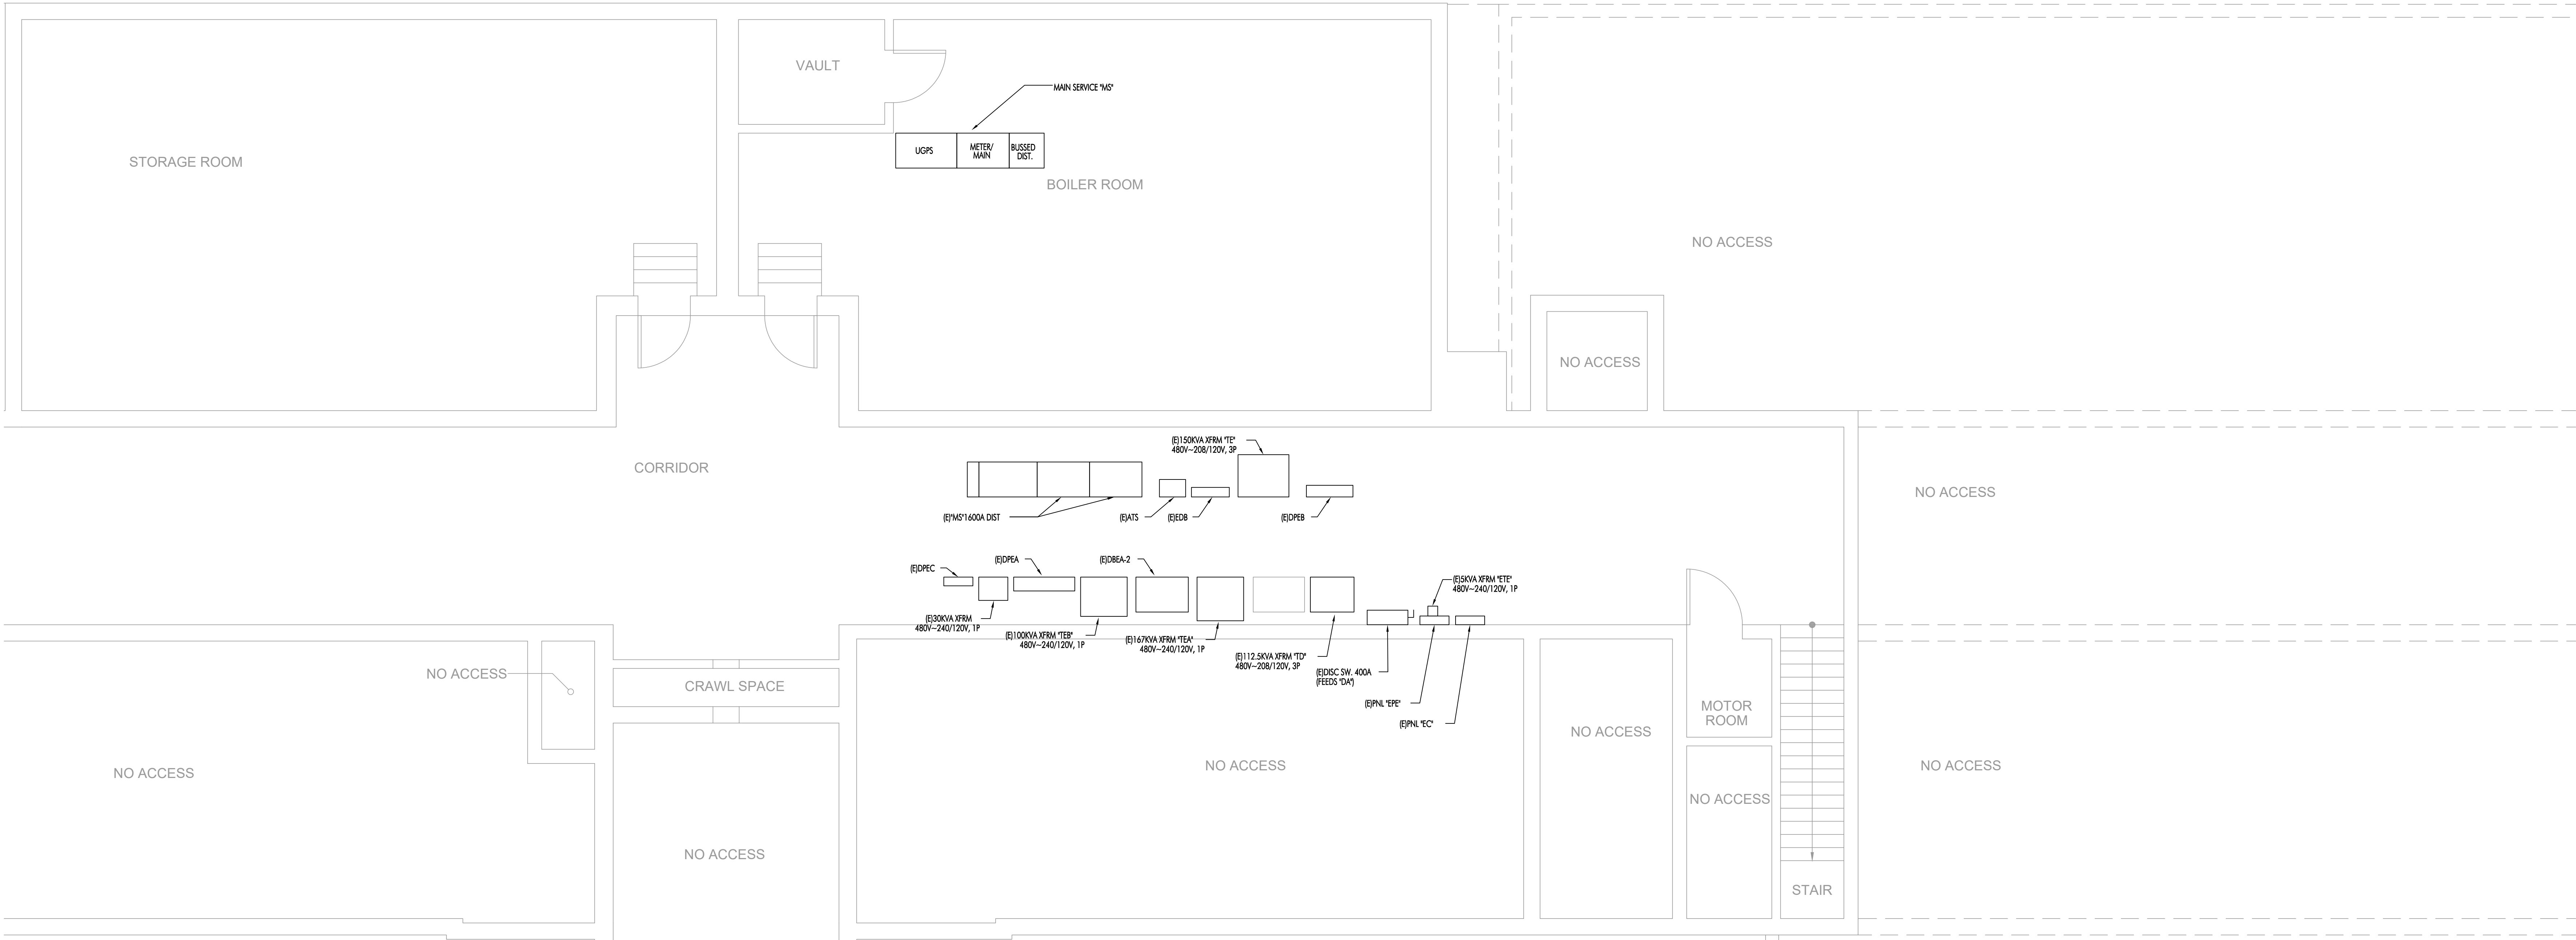 VAULT
MAIN SERVICE "MS"
STORAGE ROOM
UGPS
METER/
MAIN
BUSSED
DIST.
BOILER ROOM
NO ACCESS
NO ACCESS
(E)150KVA XFRM "TE"
480V~208/120V, 3P
CORRIDOR
NO ACCESS
(E)"MS"1600A DIST
(E)ATS
(E)EDB
(E)DPEB
(E)DPEC
(E)DPEA
(E)DBEA-2
(E)5KVA XFRM "ETE"
480V~240/120V, 1P
(E)30KVA XFRM
480V~240/120V, 1P
(E)100KVA XFRM "TEB"
480V~240/120V, 1P
(E)167KVA XFRM "TEA"
480V~240/120V, 1P
(E)112.5KVA XFRM "TD"
480V~208/120V, 3P
(E)DISC SW. 400A
(FEEDS "DA")
(E)PNL "EPE"
(E)PNL "EC"
NO ACCESS
CRAWL SPACE
MOTOR
ROOM
NO ACCESS
NO ACCESS
NO ACCESS
NO ACCESS
NO ACCESS
NO ACCESS
STAIR